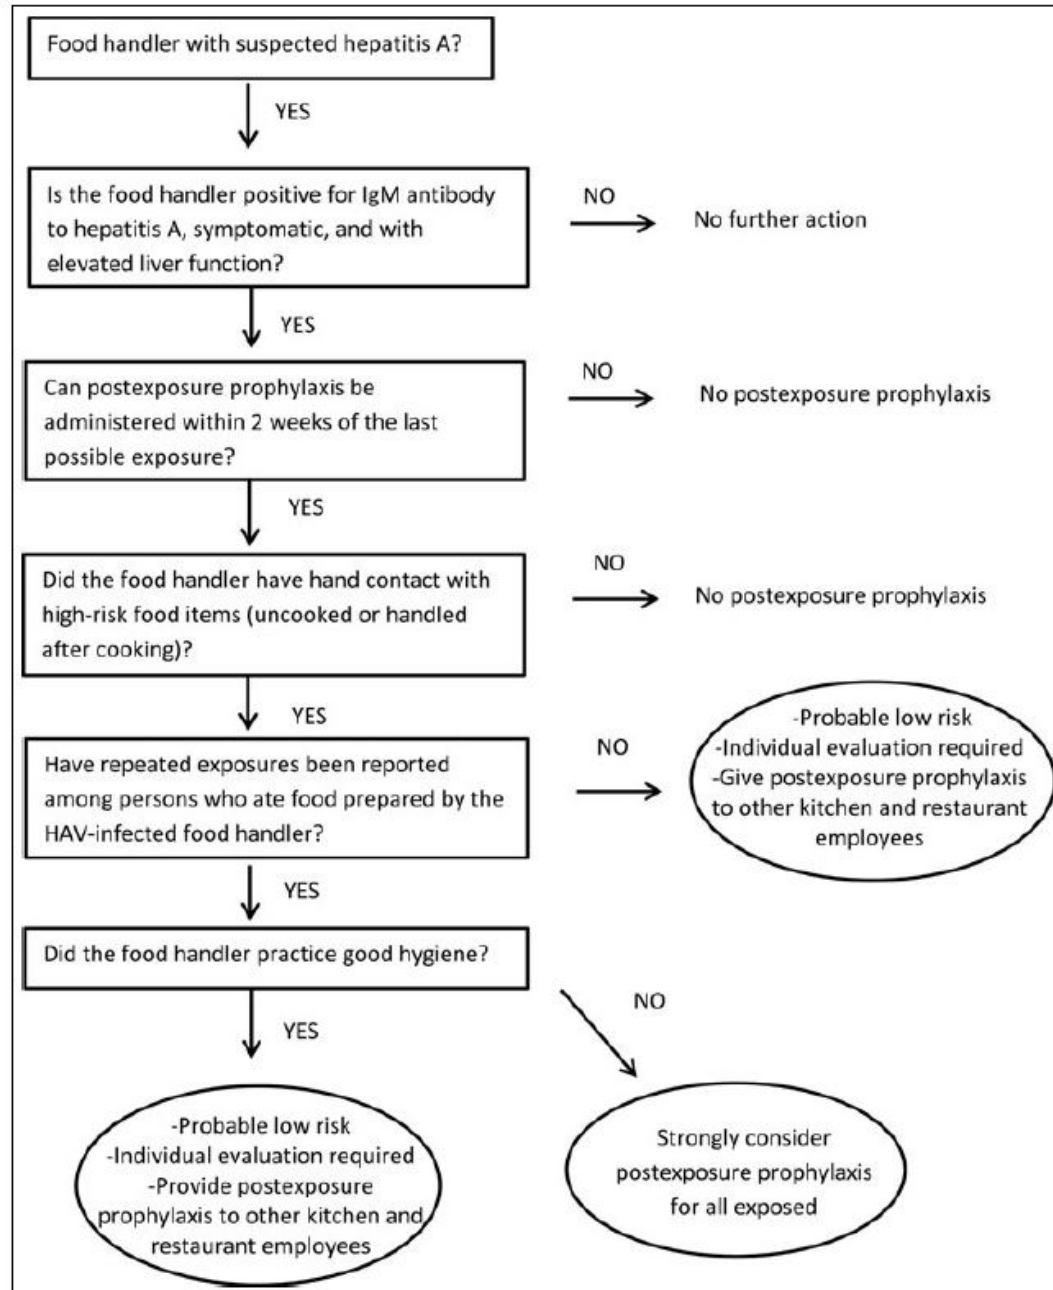 Food handler with suspected hepatitis A?
YES
Is the food handler positive for IgM antibody
to hepatitis A, symptomatic, and with
elevated liver function?
NO
No further action
YES
Can postexposure prophylaxis be
administered within 2 weeks of the last
possible exposure?
NO
No postexposure prophylaxis
YES
Did the food handler have hand contact with
high-risk food items (uncooked or handled
after cooking)?
NO
No postexposure prophylaxis
YES
Have repeated exposures been reported
among persons who ate food prepared by the
HAV-infected food handler?
NO
-Probable low risk
-Individual evaluation required
-Give postexposure prophylaxis
to other kitchen and restaurant
employees
YES
Did the food handler practice good hygiene?
YES
-Probable low risk
-Individual evaluation required
-Provide postexposure
prophylaxis to other kitchen and
restaurant employees
NO
Strongly consider
postexposure prophylaxis
for all exposed